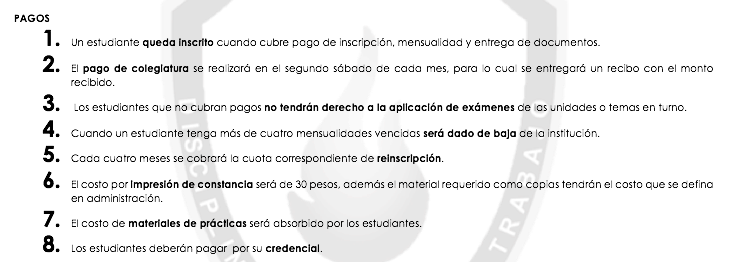 PAGOS
1. Un estudiante queda inscrito cuando cubre pago de inscripción, mensualidad y entrega de documentos.
2. El pago de colegiatura se realizará en el segundo sábado de cada mes, para lo cual se entregará un recibo con el monto
recibido.
3. Los estudiantes que no cubran pagos no tendrán derecho a la aplicación de exámenes de las unidades o temas en turno.
4. Cuando un estudiante tenga más de cuatro mensualidades vencidas será dado de baja de la institución.
5. Cada cuatro meses se cobrará la cuota correspondiente de reinscripción.
6. El costo por impresión de constancia será de 30 pesos, además el material requerido como copias tendrán el costo que se defina
en administración.
7. El costo de materiales de prácticas será absorbido por los estudiantes.
8. Los estudiantes deberán pagar por su credencial.
TRABAJO